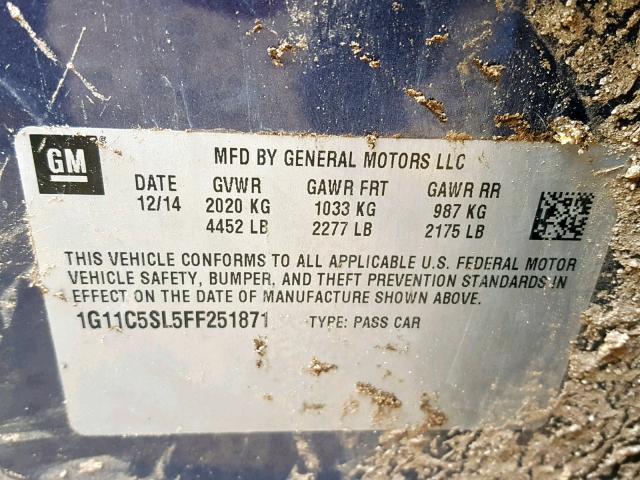 GM
MFD BY GENERAL MOTORS LLC
DATE GVWR GAWR FRT GAWR RR
12/14 2020 KG 1033 KG 987 KG
4452 LB 2277 LB 2175 LB
THIS VEHICLE CONFORMS TO ALL APPLICABLE U.S. FEDERAL MOTOR
VEHICLE SAFETY, BUMPER, AND THEFT PREVENTION STANDARDS IN
EFFECT ON THE DATE OF MANUFACTURE SHOWN ABOVE.
1G11C5SL5FF251871 TYPE: PASS CAR